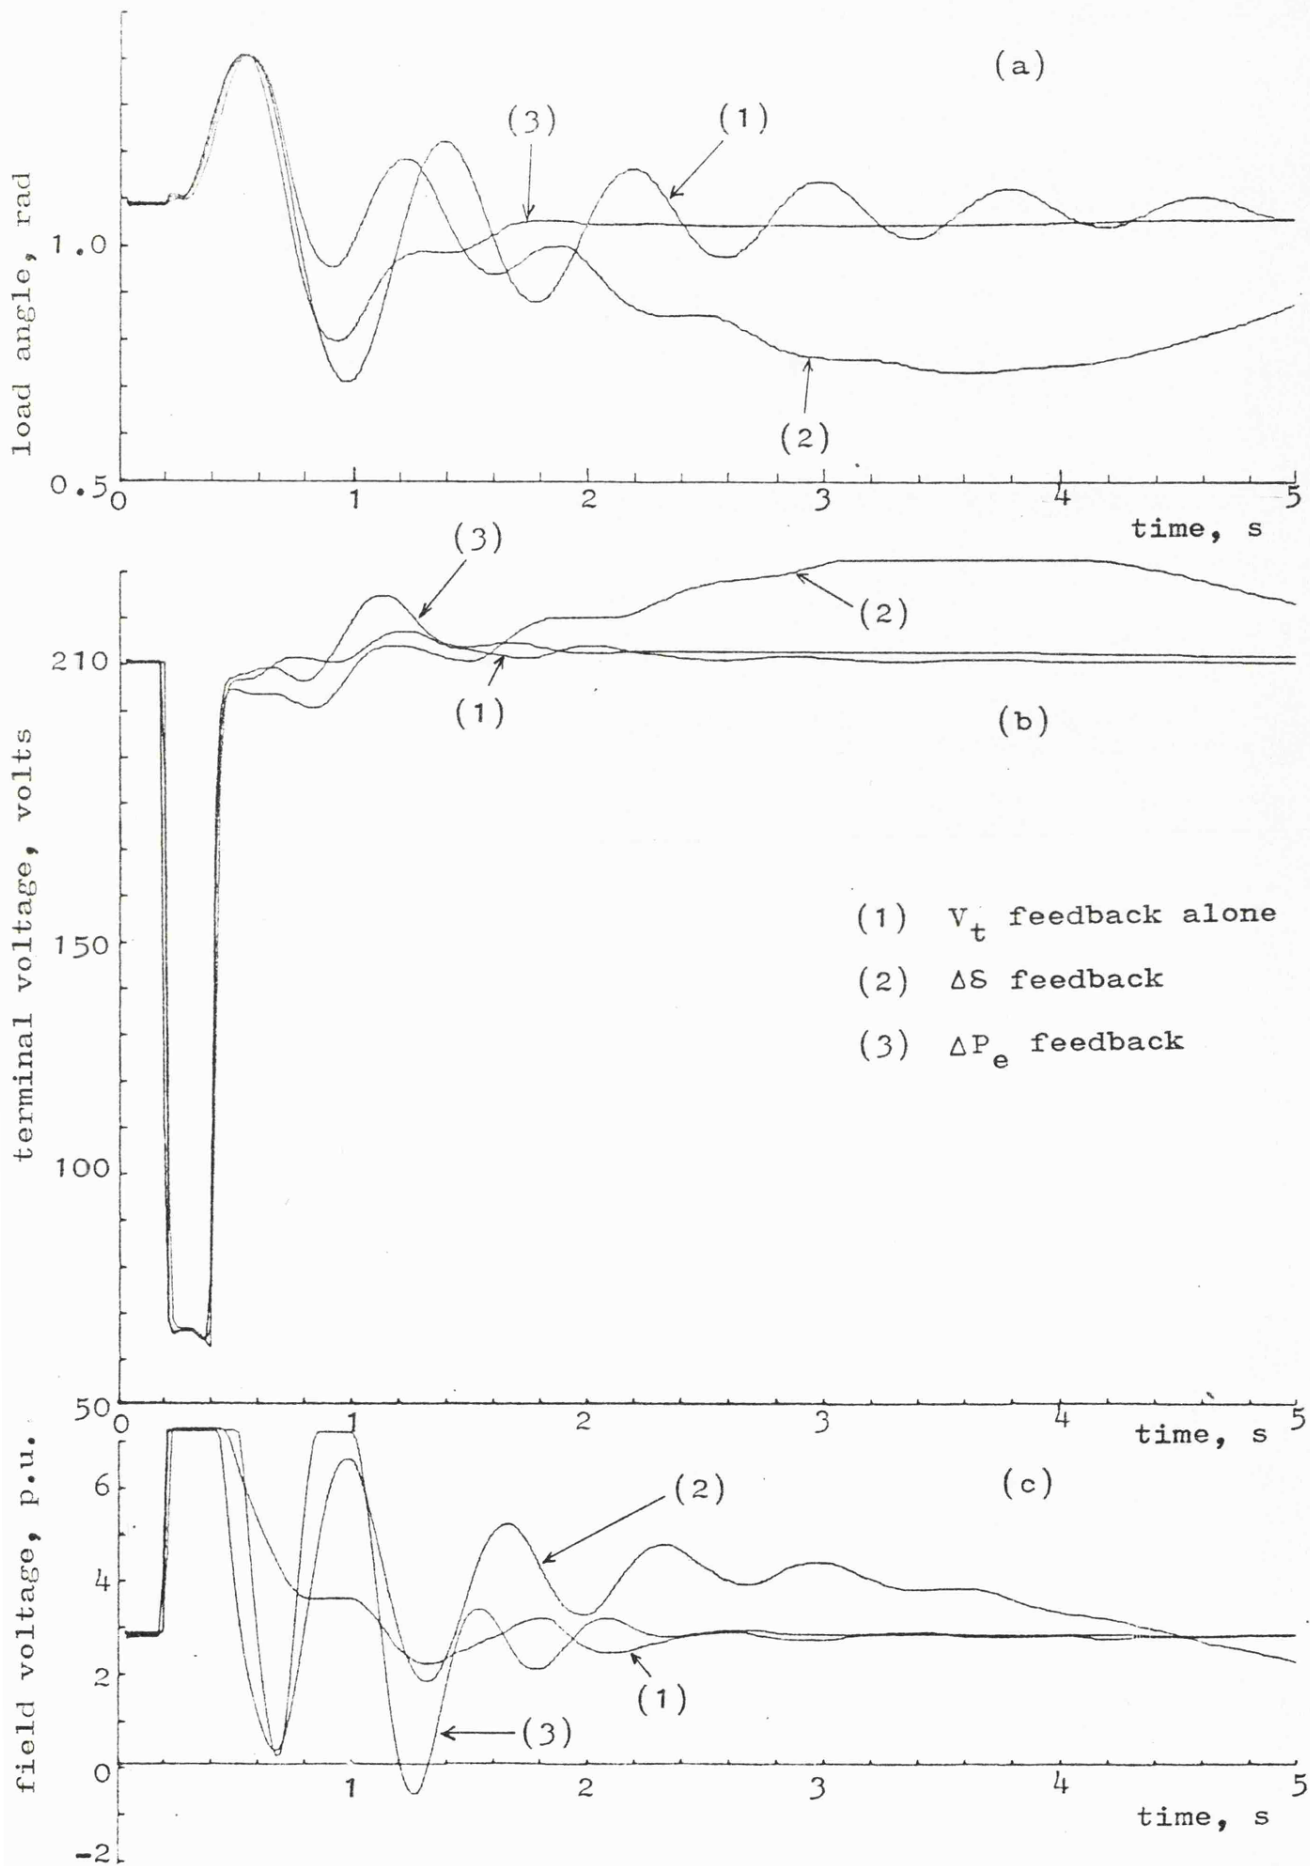 (a)
(3)
(1)
load angle, rad
1.0
(2)
0.5
0 1 2 3 4 5
time, s
(3)
(2)
210
(1)
(b)
terminal voltage, volts
(1) Vt feedback alone
150
(2) Δδ feedback
(3) ΔPe feedback
100
50
0 1 2 3 4 5
time, s
field voltage, p.u.
(c)
6
(2)
4
2
(1)
(3)
0
1 2 3 4 5
time, s
-2